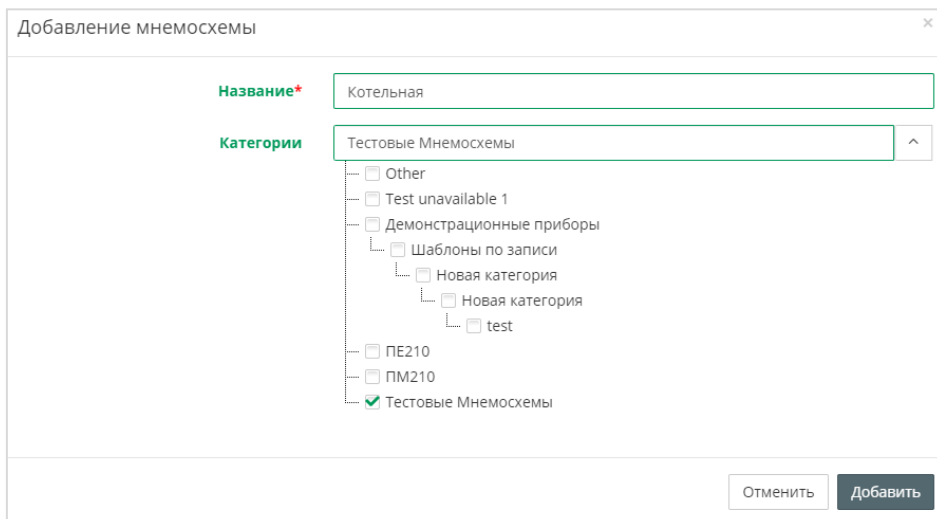 Добавление мнемосхемы ×
Название* Котельная
Категории Тестовые Мнемосхемы
Other
Test unavailable 1
Демонстрационные приборы
Шаблоны по записи
Новая категория
Новая категория
test
ПЕ210
ПМ210
Тестовые Мнемосхемы
Отменить Добавить